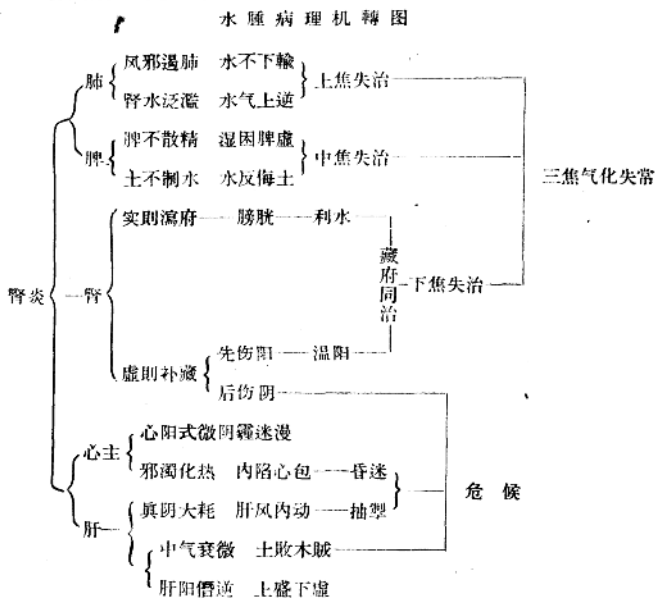 水腫病理机轉图
风邪遏肺 水不下輸
肺
上焦失治
腎水泛濫 水气上逆
脾不散精 湿困脾虚
脾
中焦失治
三焦气化失常
土不制水 水反侮土
实則瀉府 膀胱 利水
藏府同治
下焦失治
腎炎 腎
先伤阳 温阳
虛則补藏
后伤阴
心阳式微阴霾迷漫
心主
邪濁化热 内陷心包 昏迷
危候
眞阴大耗 肝风内动 抽掣
肝
中气衰微 土敗木贼
肝阳僭逆 上盛下虛